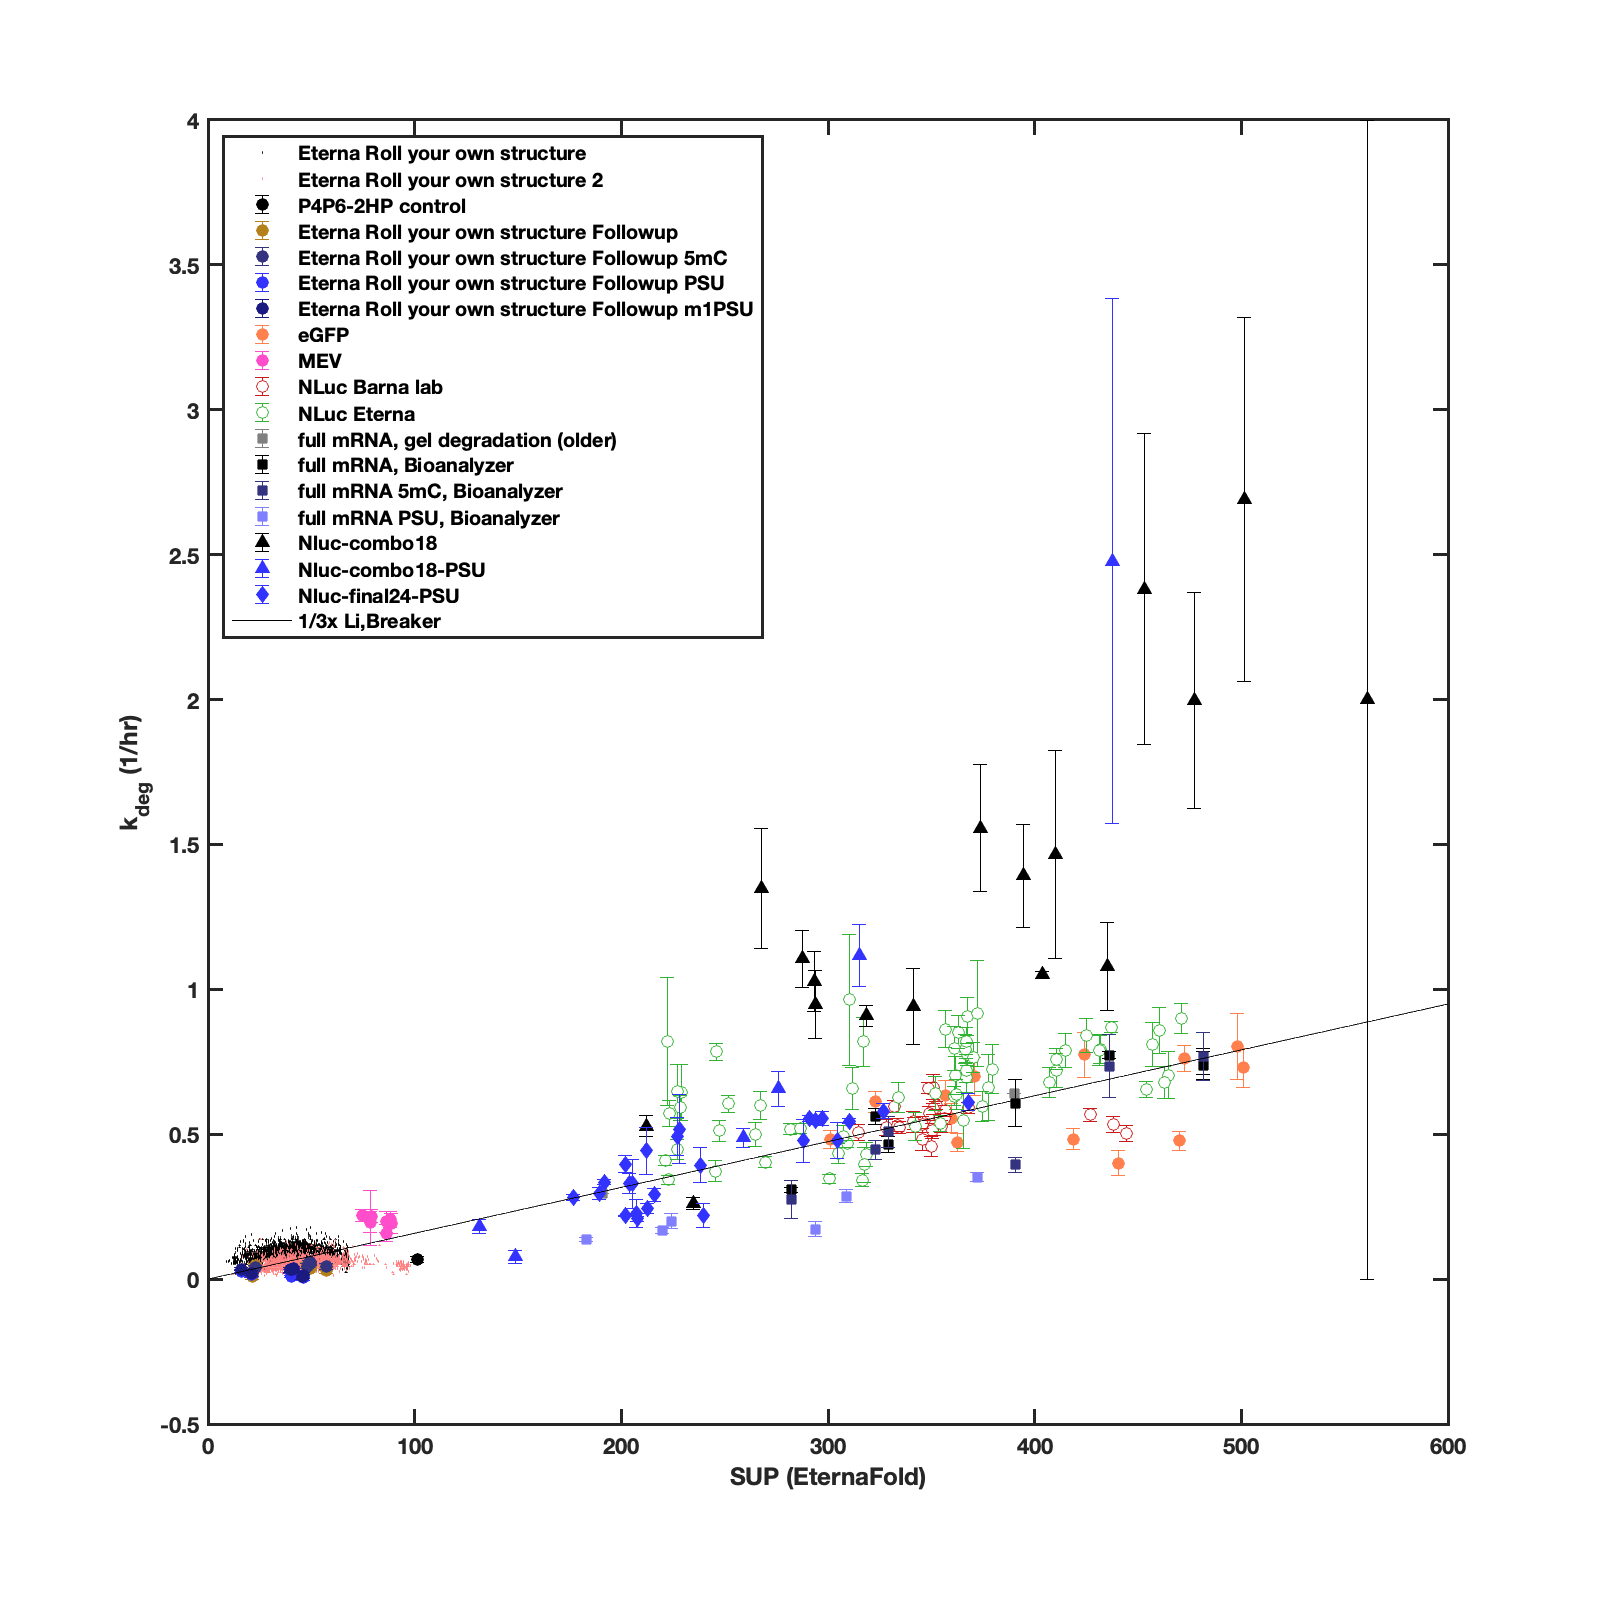 4
3.5
3
2.5
2
1.5
1
0.5
0
-0.5
Eterna Roll your own structure
Eterna Roll your own structure 2
P4P6-2HP control
Eterna Roll your own structure Followup
Eterna Roll your own structure Followup 5mC
Eterna Roll your own structure Followup PSU
Eterna Roll your own structure Followup m1PSU
eGFP
MEV
NLuc Barna lab
NLuc Eterna
full mRNA, gel degradation (older)
full mRNA, Bioanalyzer
full mRNA 5mC, Bioanalyzer
full mRNA PSU, Bioanalyzer
Nluc-combo18
Nluc-combo18-PSU
Nluc-final24-PSU
1/3x Li,Breaker
k_deg (1/hr)
0 100 200 300 400 500 600
SUP (EternaFold)